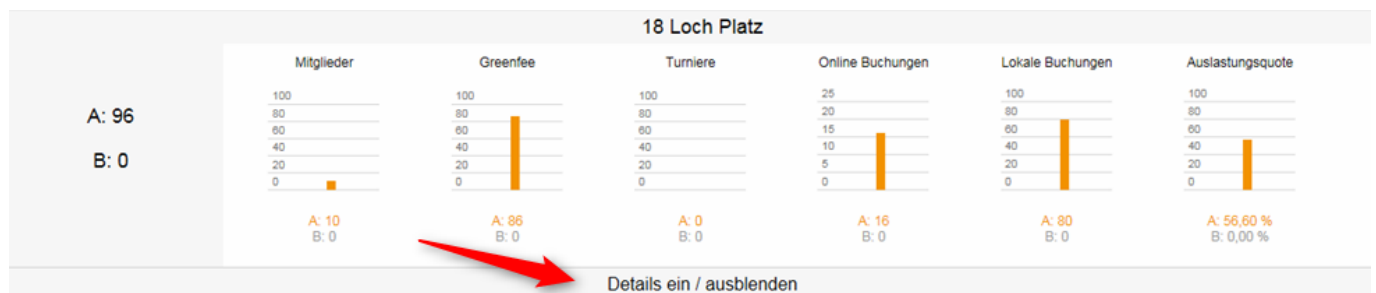 18 Loch Platz
A: 96
B: 0
Mitglieder
100
80
60
40
20
0
A: 10
B: 0
Greenfee
100
80
60
40
20
0
A: 86
B: 0
Turniere
100
80
60
40
20
0
A: 0
B: 0
Online Buchungen
25
20
15
10
5
0
A: 16
B: 0
Lokale Buchungen
100
80
60
40
20
0
A: 80
B: 0
Auslastungsquote
100
80
60
40
20
0
A: 56,60 %
B: 0,00 %
Details ein / ausblenden